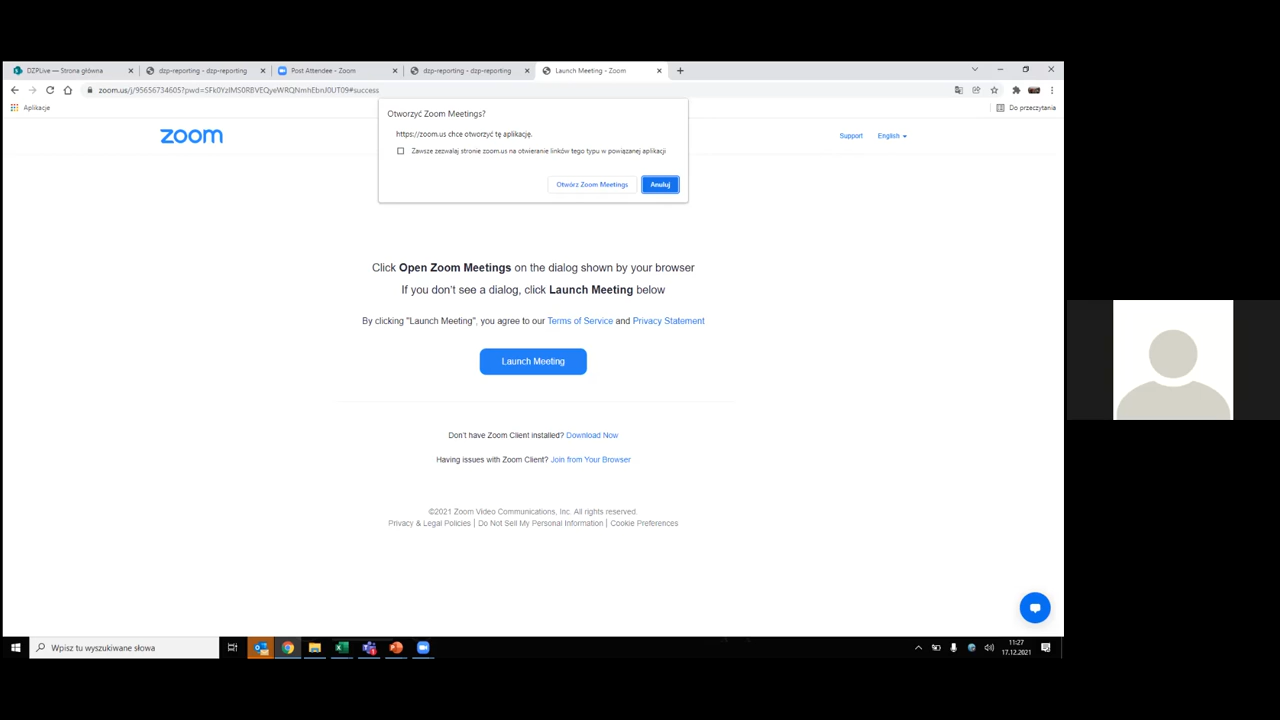 DZPLive — Strona główna
dzp-reporting - dzp-reporting
Post Attendee - Zoom
dzp-reporting - dzp-reporting
Launch Meeting - Zoom
Aplikacje
Do przeczytania
Otworzyć Zoom Meetings?
https://zoom.us chce otworzyć tę aplikację.
Zawsze zezwalaj stronie zoom.us na otwieranie linków tego typu w powiązanej aplikacji
Otwórz Zoom Meetings
Anuluj
zoom
Support
English
Click Open Zoom Meetings on the dialog shown by your browser
If you don't see a dialog, click Launch Meeting below
By clicking "Launch Meeting", you agree to our Terms of Service and Privacy Statement
Launch Meeting
Don't have Zoom Client installed? Download Now
Having issues with Zoom Client? Join from Your Browser
©2021 Zoom Video Communications, Inc. All rights reserved.
Privacy & Legal Policies | Do Not Sell My Personal Information | Cookie Preferences
Wpisz tu wyszukiwane słowa
11:27
17.12.2021